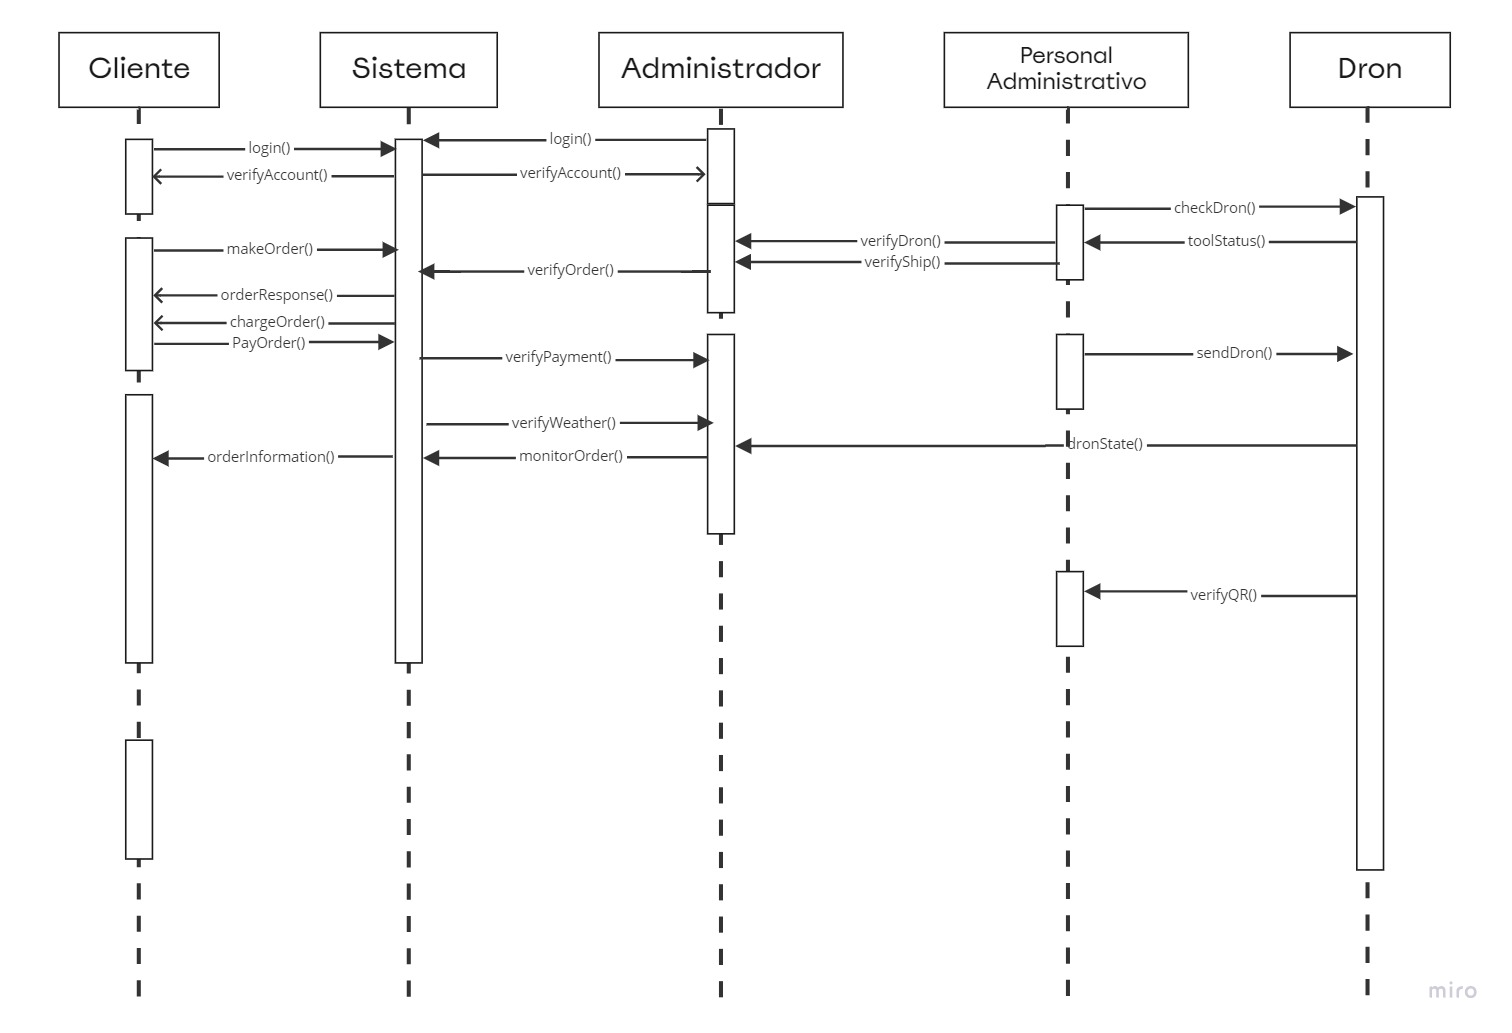 Cliente
Sistema
Administrador
Personal
Administrativo
Dron
login()
login()
verifyAccount()
verifyAccount()
checkDron()
makeOrder()
verifyDron()
toolStatus()
verifyShip()
verifyOrder()
orderResponse()
chargeOrder()
PayOrder()
verifyPayment()
sendDron()
verifyWeather()
dronState()
orderInformation()
monitorOrder()
verifyQR()
miro